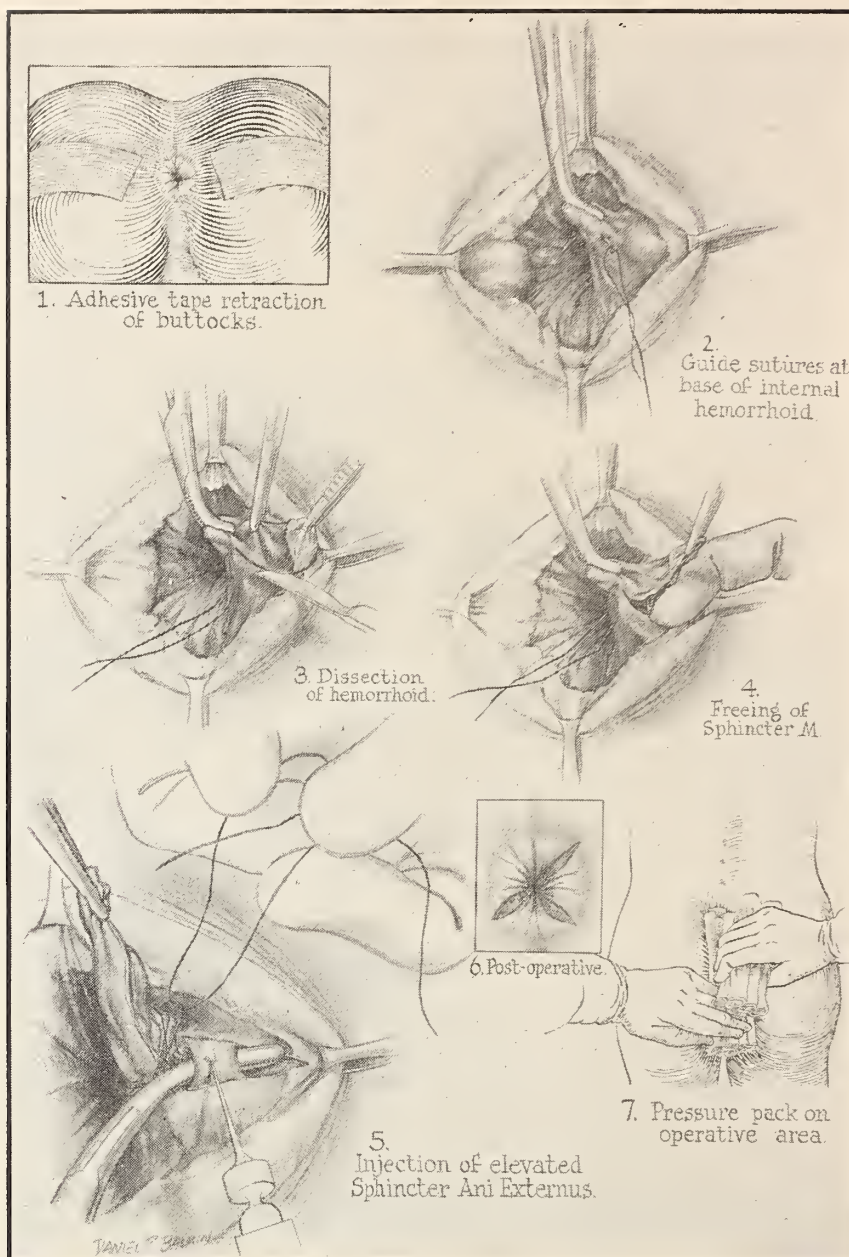 1. Adhesive tape retraction
of buttocks.
2.
Guide sutures at
base of internal
hemorrhoid.
3. Dissection
of hemorrhoid.
4.
Freeing of
Sphincter M.
5.
Injection of elevated
Sphincter Ani Externus.
6. Post-operative.
7. Pressure pack on
operative area.
DANIEL